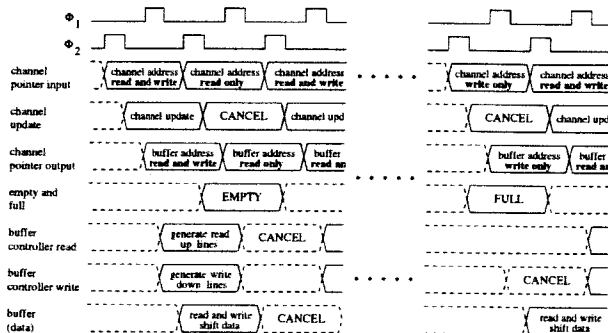 Φ1
Φ2
channel pointer input
channel address read and write
channel address read only
channel address read and write
channel address write only
channel address read and write
channel update
channel update
CANCEL
channel upd
CANCEL
channel upd
channel pointer output
buffer address read and write
buffer address read only
buffer read an
buffer address write only
buffer read an
empty and full
EMPTY
FULL
buffer controller read
generate read up lines
CANCEL
buffer controller write
generate write down lines
CANCEL
buffer (data)
read and write shift data
CANCEL
read and write shift data